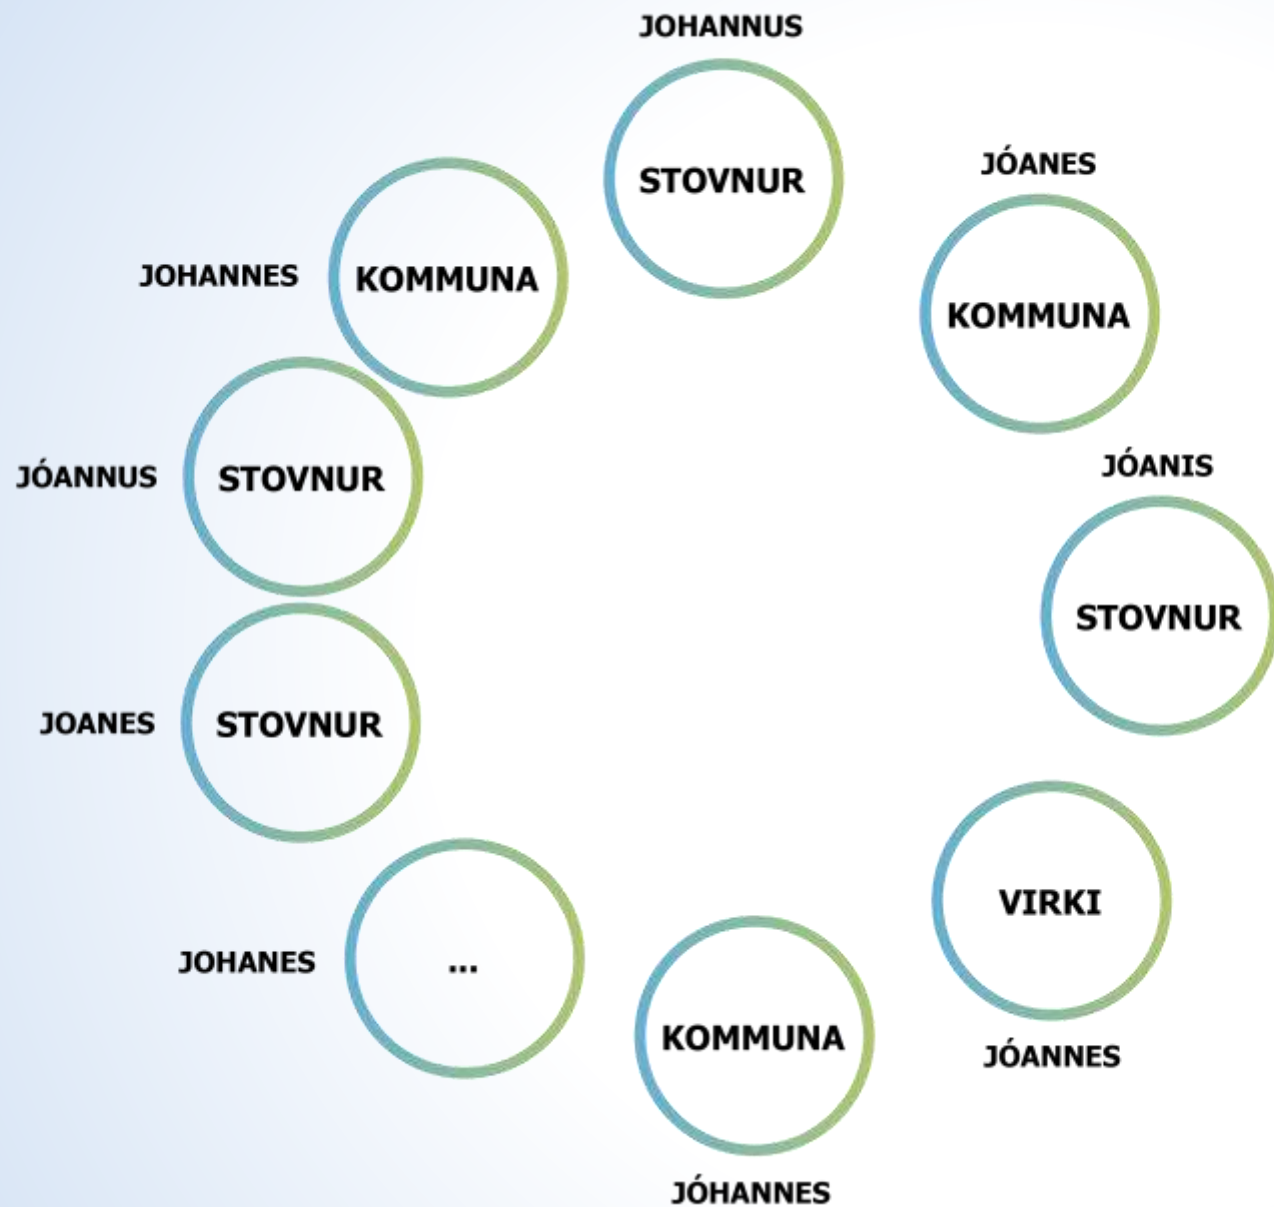 JOHANNUS
STOVNUR
JÓANES
KOMMUNA
JÓANIS
STOVNUR
VIRKI
JÓANNES
KOMMUNA
JÓHANNES
...
JOHANES
STOVNUR
JOANES
STOVNUR
JÓANNUS
KOMMUNA
JOHANNES